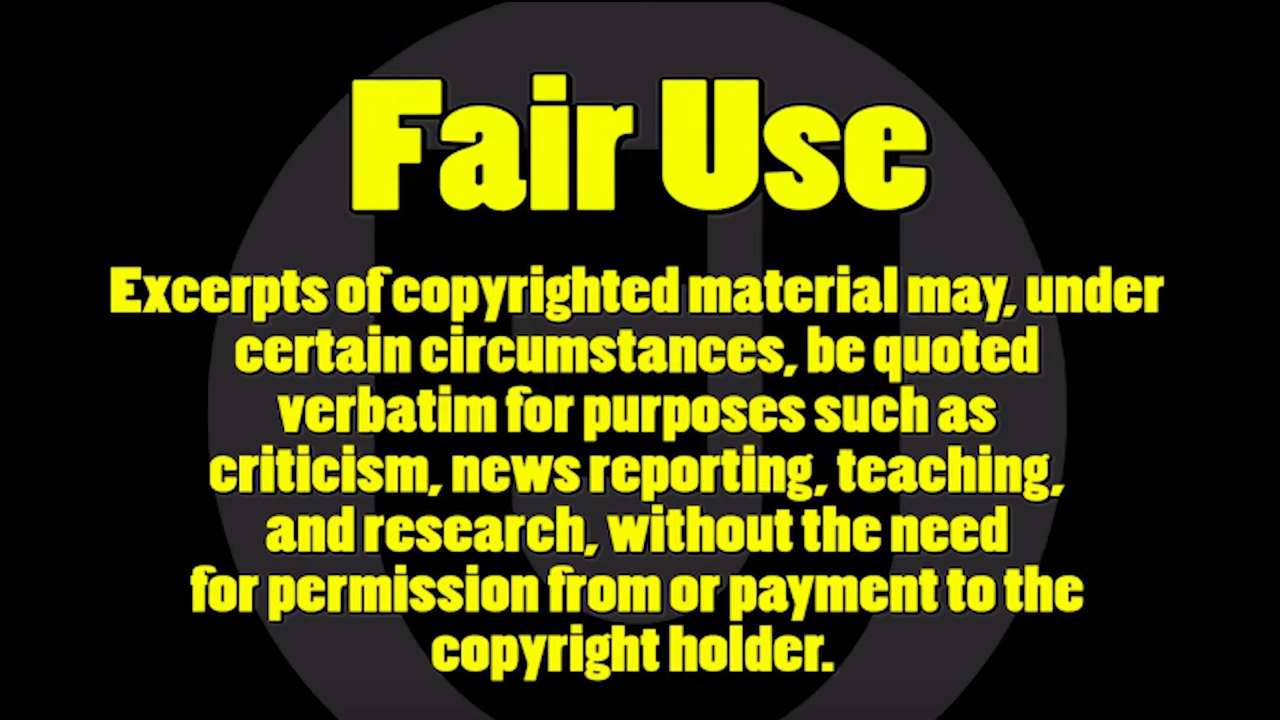 Fair Use
Excerpts of copyrighted material may, under
certain circumstances, be quoted
verbatim for purposes such as
criticism, news reporting, teaching,
and research, without the need
for permission from or payment to the
copyright holder.